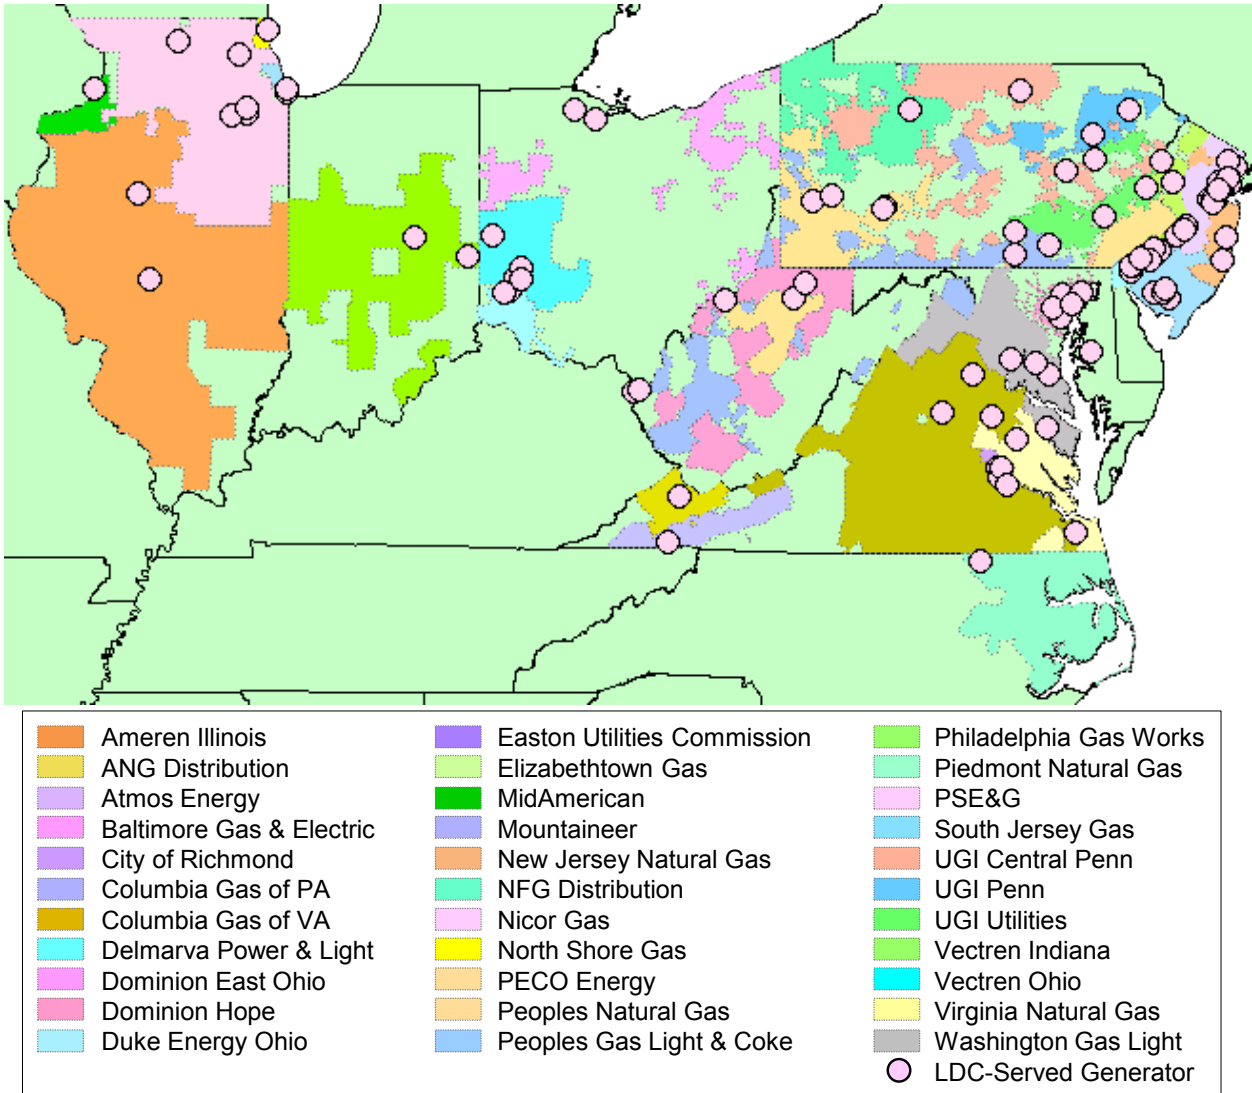 Ameren Illinois
ANG Distribution
Atmos Energy
Baltimore Gas & Electric
City of Richmond
Columbia Gas of PA
Columbia Gas of VA
Delmarva Power & Light
Dominion East Ohio
Dominion Hope
Duke Energy Ohio
Easton Utilities Commission
Elizabethtown Gas
MidAmerican
Mountaineer
New Jersey Natural Gas
NFG Distribution
Nicor Gas
North Shore Gas
PECO Energy
Peoples Natural Gas
Peoples Gas Light & Coke
Philadelphia Gas Works
Piedmont Natural Gas
PSE&G
South Jersey Gas
UGI Central Penn
UGI Penn
UGI Utilities
Vectren Indiana
Vectren Ohio
Virginia Natural Gas
Washington Gas Light
LDC-Served Generator